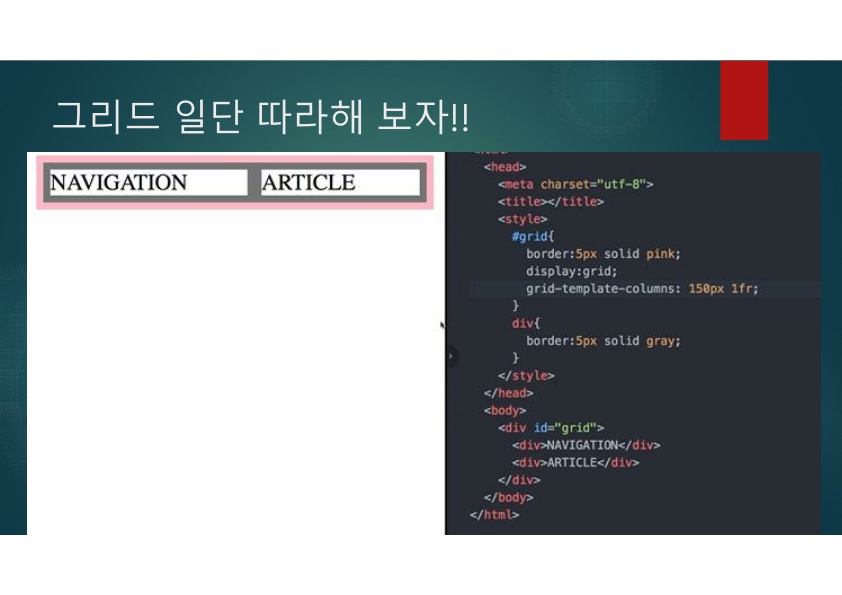 그리드 일단 따라해 보자!!
NAVIGATION ARTICLE
<head>
<meta charset="utf-8">
<title></title>
<style>
#grid{
border:5px solid pink;
display:grid;
grid-template-columns: 150px 1fr;
}
div{
border:5px solid gray;
}
</style>
</head>
<body>
<div id="grid">
<div>NAVIGATION</div>
<div>ARTICLE</div>
</div>
</body>
</html>